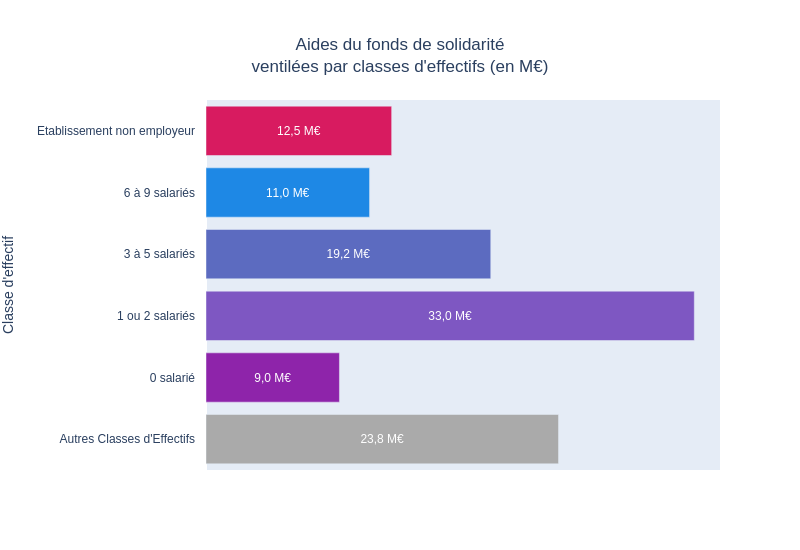 Aides du fonds de solidarité
ventilées par classes d'effectifs (en M€)
Classe d'effectif
Etablissement non employeur
12,5 M€
6 à 9 salariés
11,0 M€
3 à 5 salariés
19,2 M€
1 ou 2 salariés
33,0 M€
0 salarié
9,0 M€
Autres Classes d'Effectifs
23,8 M€